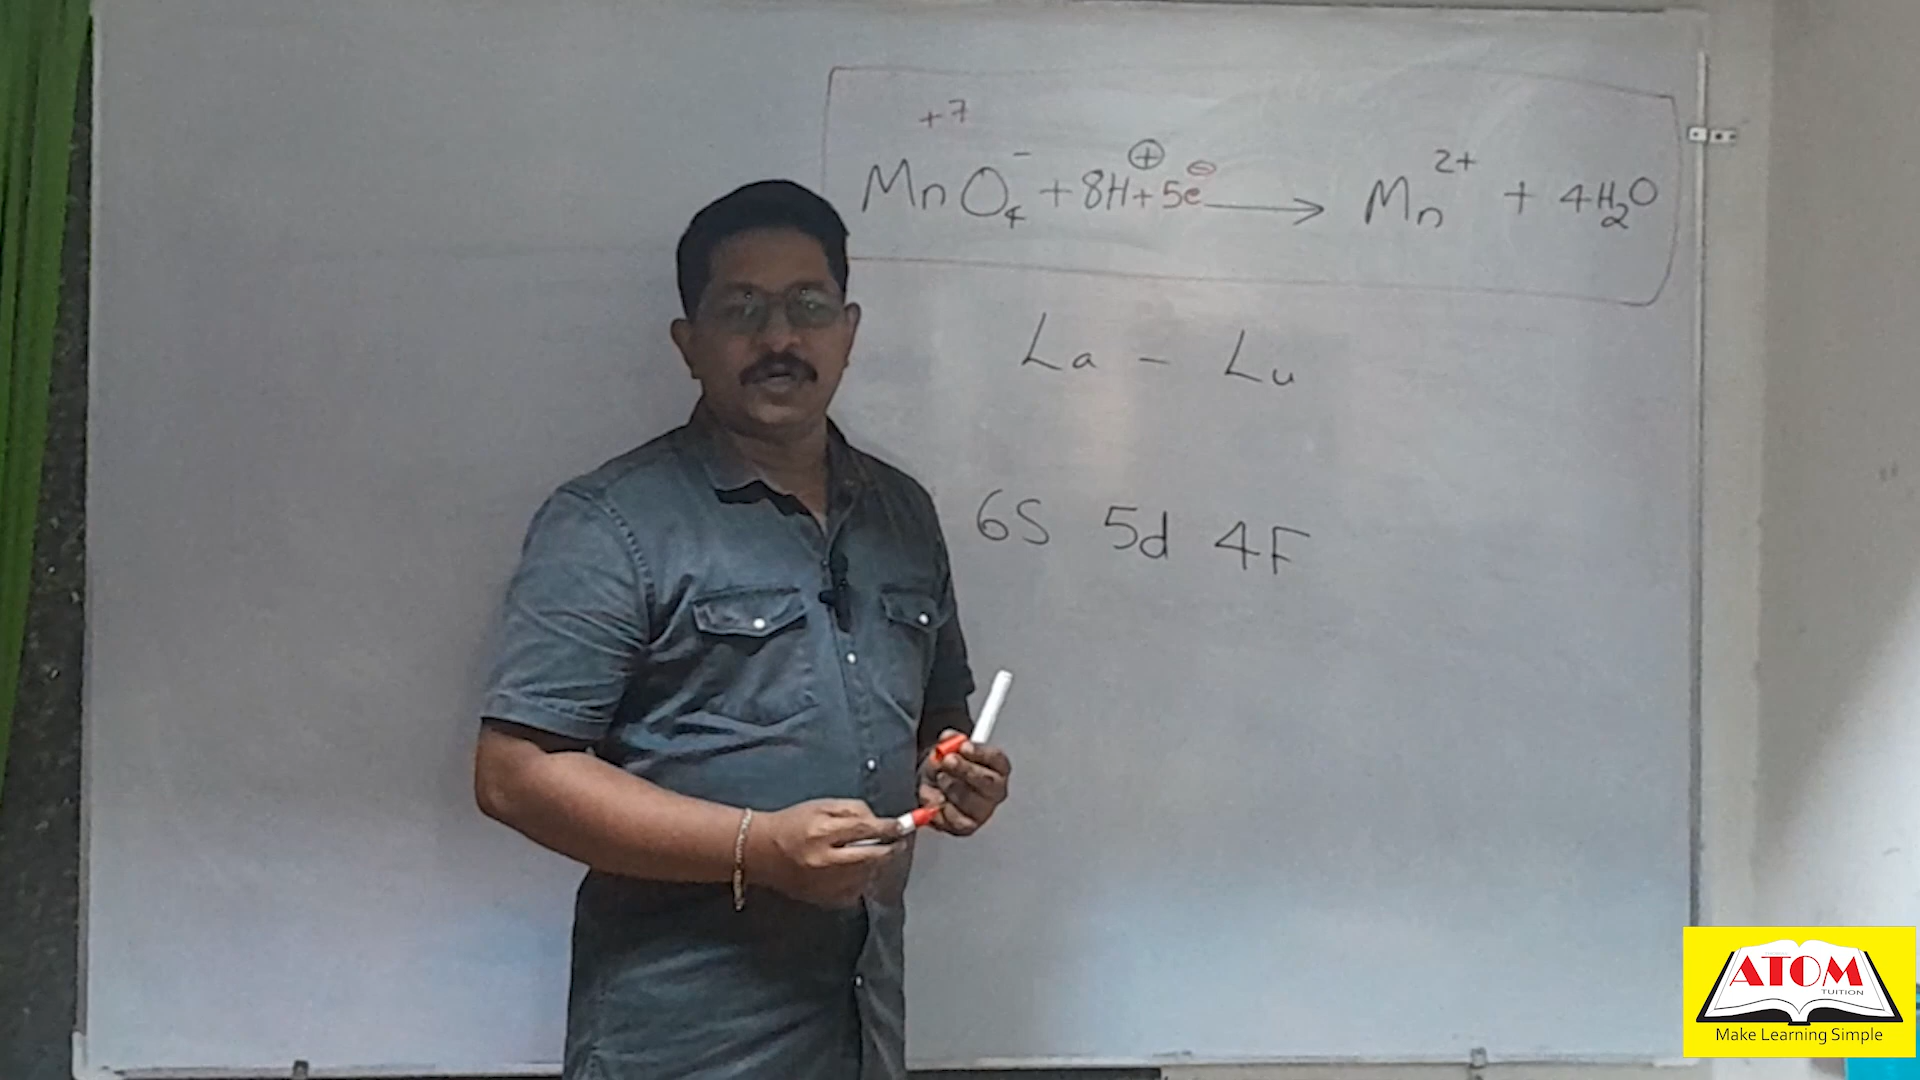 +7
MnO₄⁻ + 8H⊕ + 5e⊖ ⟶ Mn²⁺ + 4H₂O
La – Lu
6S 5d 4F
ATOM
TUITION
Make Learning Simple